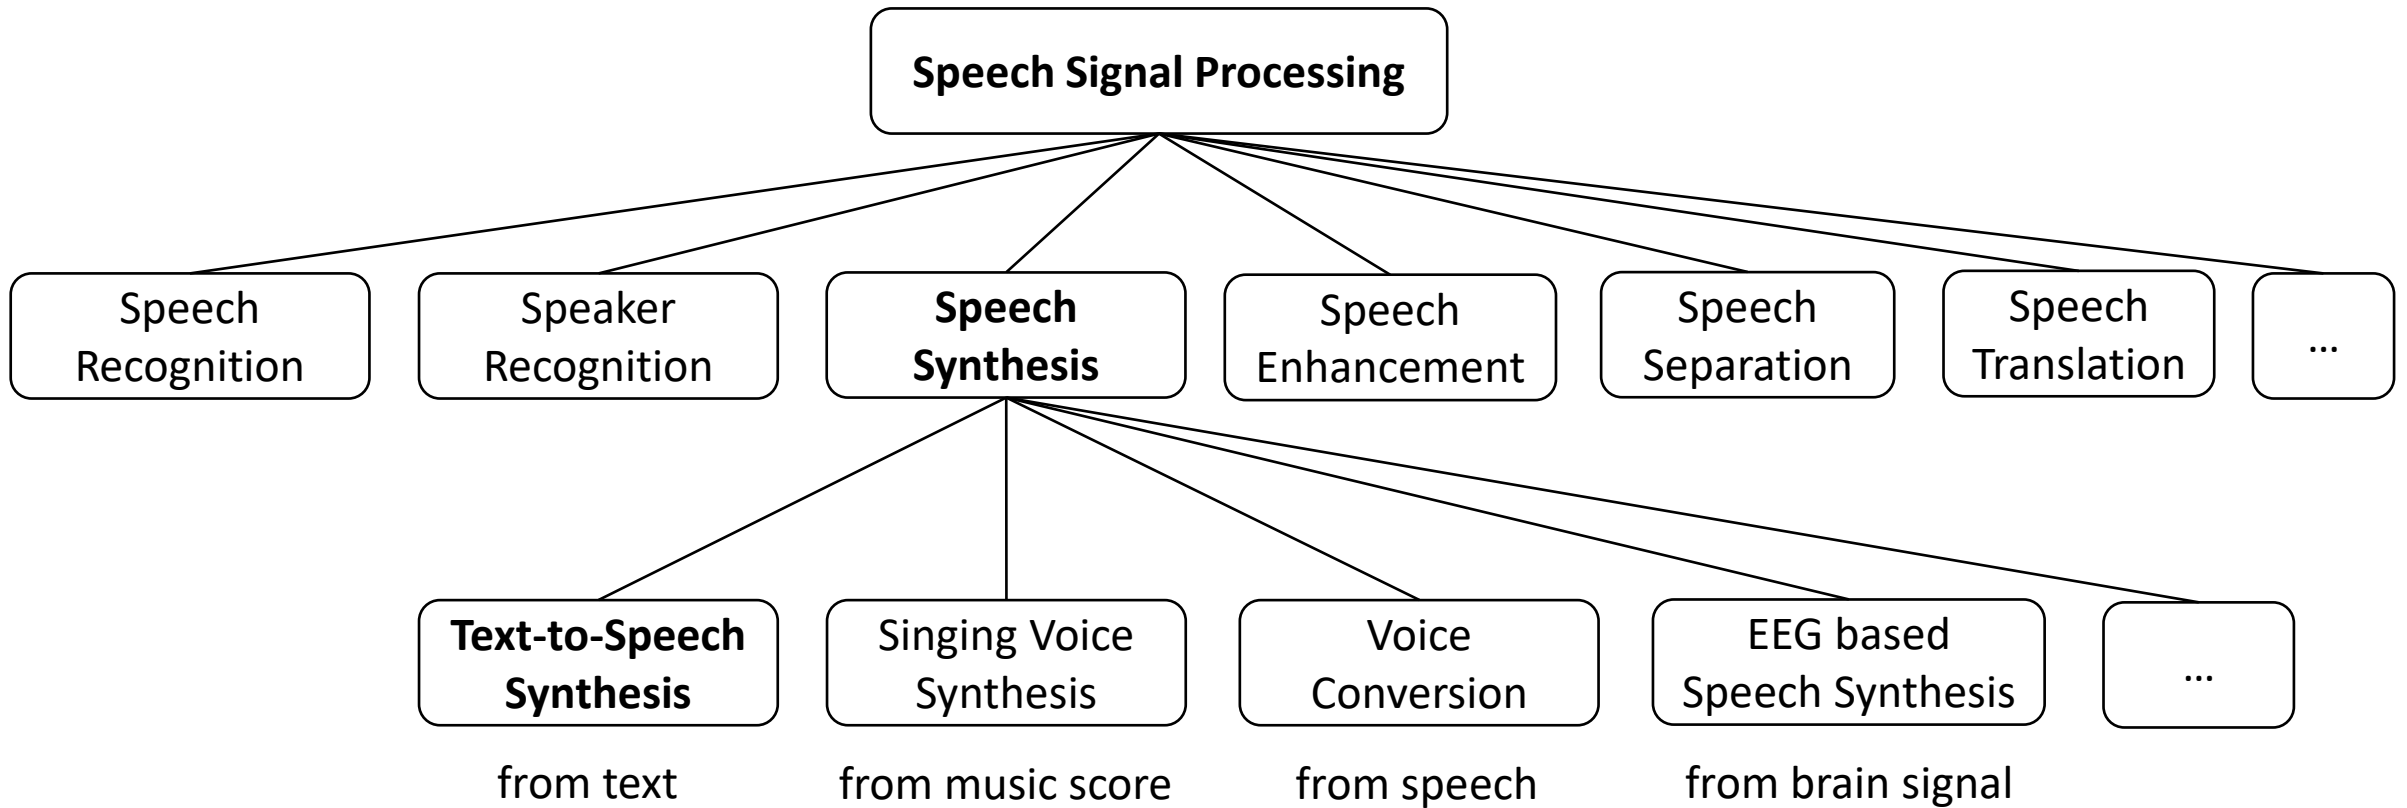 Speech Signal Processing
Speech
Recognition
Speaker
Recognition
Speech
Synthesis
Speech
Enhancement
Speech
Separation
Speech
Translation
...
Text-to-Speech
Synthesis
Singing Voice
Synthesis
Voice
Conversion
EEG based
Speech Synthesis
...
from text
from music score
from speech
from brain signal